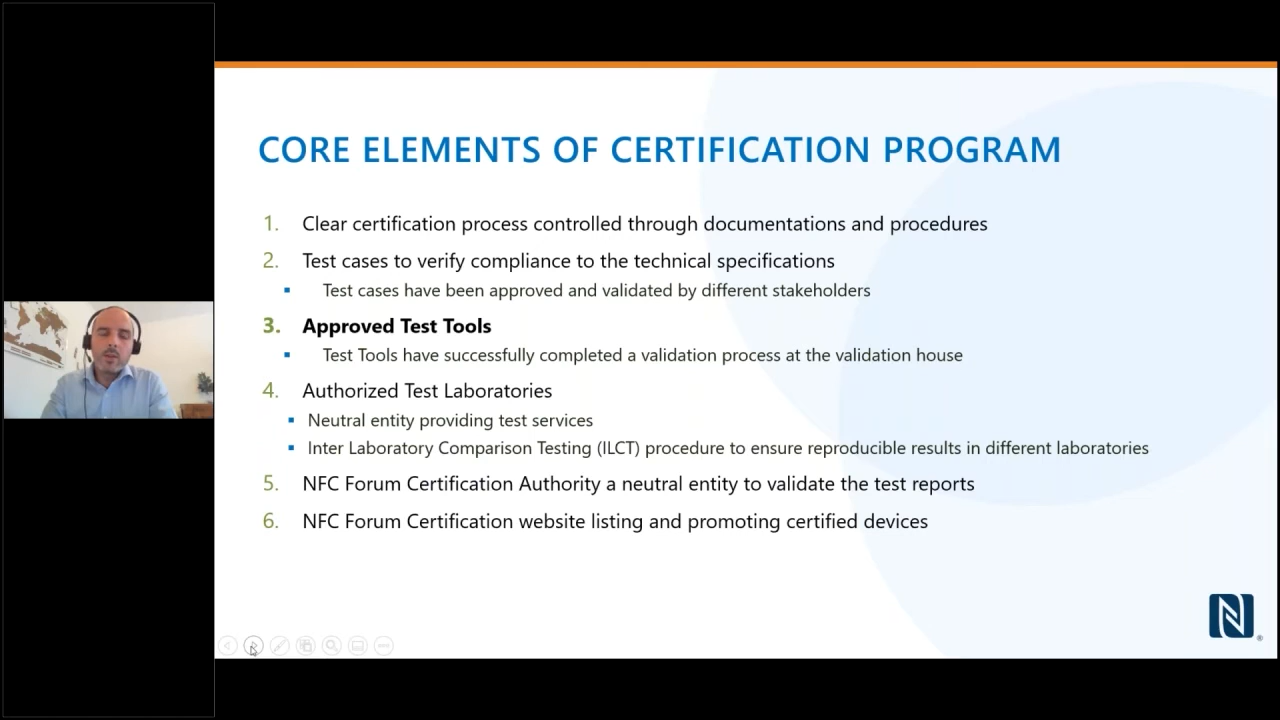 CORE ELEMENTS OF CERTIFICATION PROGRAM
1. Clear certification process controlled through documentations and procedures
2. Test cases to verify compliance to the technical specifications
▪ Test cases have been approved and validated by different stakeholders
3. Approved Test Tools
▪ Test Tools have successfully completed a validation process at the validation house
4. Authorized Test Laboratories
▪ Neutral entity providing test services
▪ Inter Laboratory Comparison Testing (ILCT) procedure to ensure reproducible results in different laboratories
5. NFC Forum Certification Authority a neutral entity to validate the test reports
6. NFC Forum Certification website listing and promoting certified devices
®